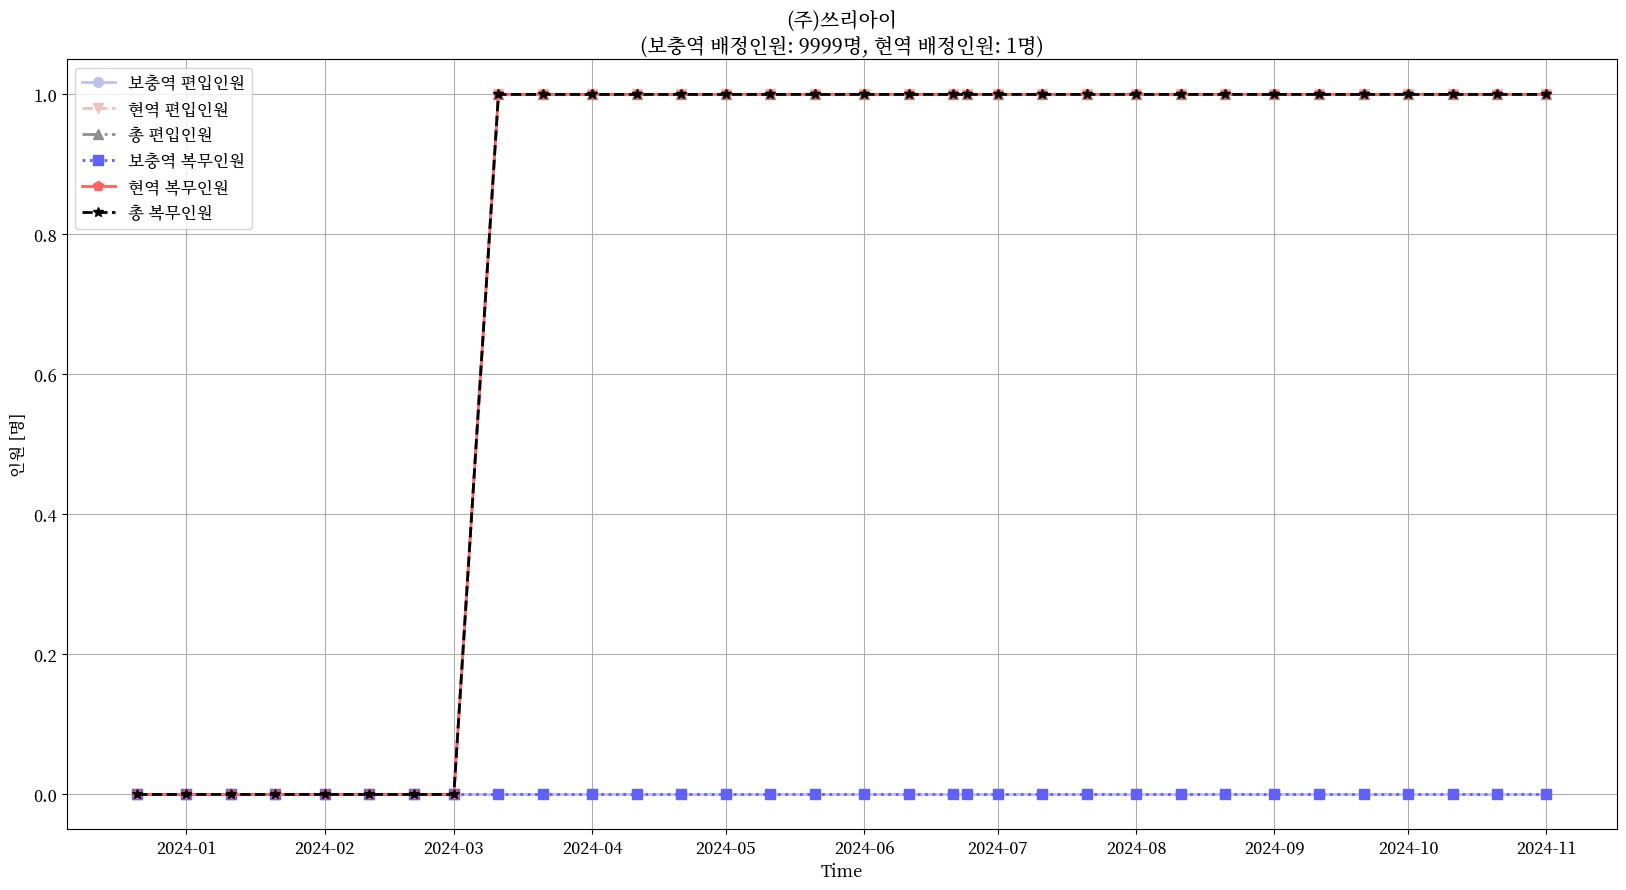 (주)쓰리아이
(보충역 배정인원: 9999명, 현역 배정인원: 1명)
보충역 편입인원
현역 편입인원
총 편입인원
보충역 복무인원
현역 복무인원
총 복무인원
1.0
0.8
0.6
0.4
0.2
0.0
인원 [명]
2024-01 2024-02 2024-03 2024-04 2024-05 2024-06 2024-07 2024-08 2024-09 2024-10 2024-11
Time